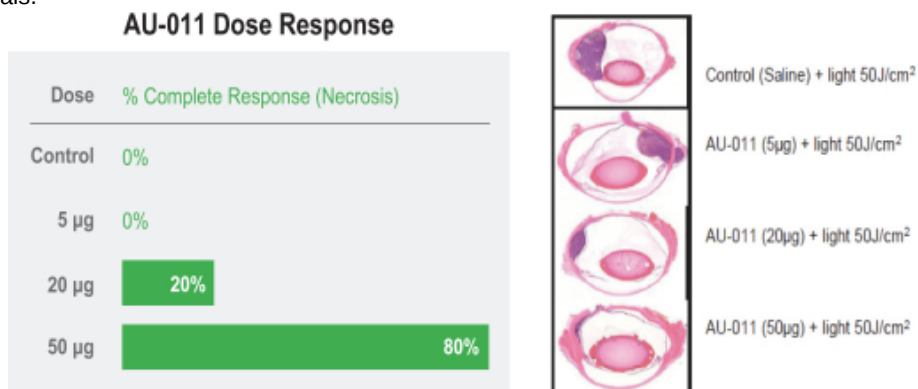 als.
AU-011 Dose Response
Dose % Complete Response (Necrosis)
Control 0%
5 µg 0%
20 µg 20%
50 µg 80%
Control (Saline) + light 50J/cm²
AU-011 (5µg) + light 50J/cm²
AU-011 (20µg) + light 50J/cm²
AU-011 (50µg) + light 50J/cm²